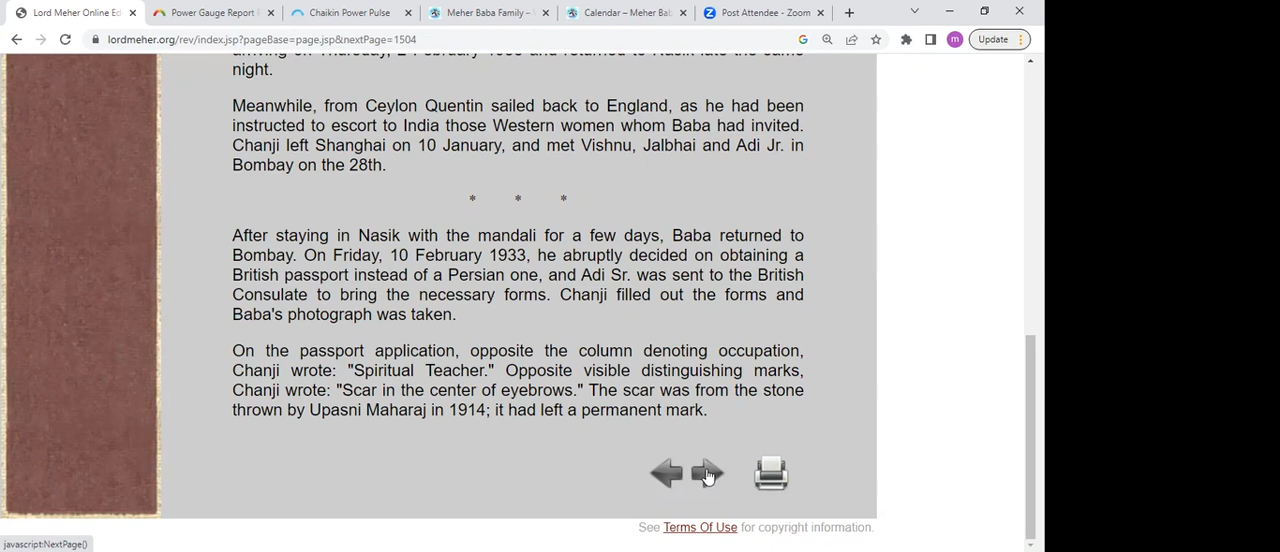 Lord Meher Online Ed
Power Gauge Report
Chaikin Power Pulse
Meher Baba Family –
Calendar – Meher Bab
Post Attendee - Zoom
lordmeher.org/rev/index.jsp?pageBase=page.jsp&nextPage=1504
m
Update
night.
Meanwhile, from Ceylon Quentin sailed back to England, as he had been
instructed to escort to India those Western women whom Baba had invited.
Chanji left Shanghai on 10 January, and met Vishnu, Jalbhai and Adi Jr. in
Bombay on the 28th.
* * *
After staying in Nasik with the mandali for a few days, Baba returned to
Bombay. On Friday, 10 February 1933, he abruptly decided on obtaining a
British passport instead of a Persian one, and Adi Sr. was sent to the British
Consulate to bring the necessary forms. Chanji filled out the forms and
Baba's photograph was taken.
On the passport application, opposite the column denoting occupation,
Chanji wrote: "Spiritual Teacher." Opposite visible distinguishing marks,
Chanji wrote: "Scar in the center of eyebrows." The scar was from the stone
thrown by Upasni Maharaj in 1914; it had left a permanent mark.
See Terms Of Use for copyright information.
javascript:NextPage()